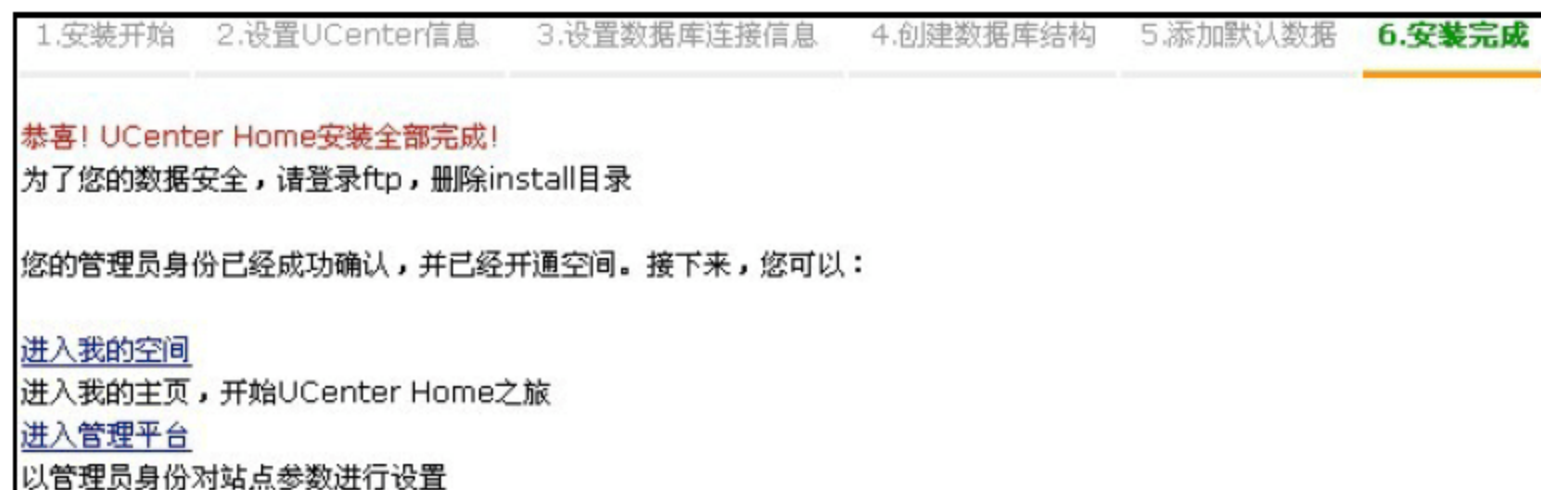 1.安装开始 2.设置UCenter信息 3.设置数据库连接信息 4.创建数据库结构 5.添加默认数据 6.安装完成
恭喜! UCenter Home安装全部完成!
为了您的数据安全，请登录ftp，删除install目录
您的管理员身份已经成功确认，并已经开通空间。接下来，您可以：
进入我的空间
进入我的主页，开始UCenter Home之旅
进入管理平台
以管理员身份对站点参数进行设置